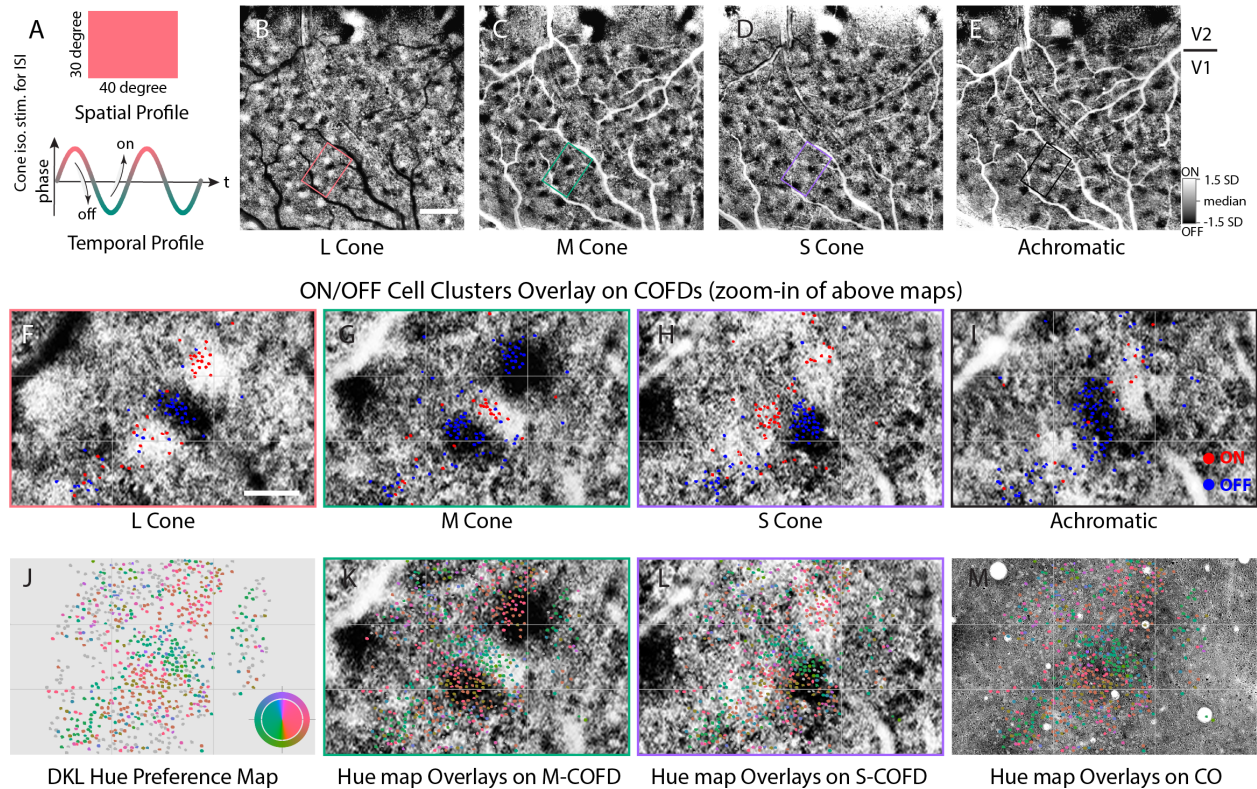 A
B
C
D
E
Cone iso. stim. for ISI
30 degree
40 degree
Spatial Profile
phase
on
off
t
Temporal Profile
V2
V1
ON
1.5 SD
median
-1.5 SD
OFF
L Cone
M Cone
S Cone
Achromatic
ON/OFF Cell Clusters Overlay on COFDs (zoom-in of above maps)
F
G
H
I
ON
OFF
L Cone
M Cone
S Cone
Achromatic
J
K
L
M
DKL Hue Preference Map
Hue map Overlays on M-COFD
Hue map Overlays on S-COFD
Hue map Overlays on CO